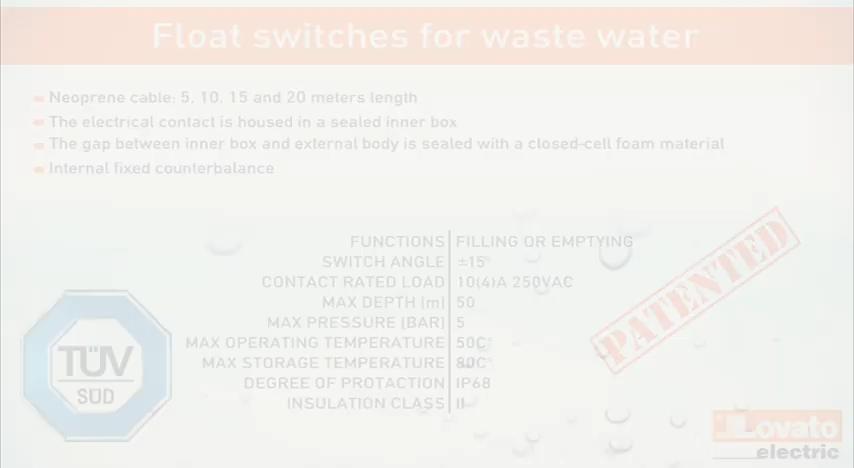 Float switches for waste water
Neoprene cable: 5, 10, 15 and 20 meters length
The electrical contact is housed in a sealed inner box
The gap between inner box and external body is sealed with a closed-cell foam material
Internal fixed counterbalance
FUNCTIONS FILLING OR EMPTYING
SWITCH ANGLE ±15°
CONTACT RATED LOAD 10(4)A 250VAC
MAX DEPTH (m) 50
MAX PRESSURE (BAR) 5
MAX OPERATING TEMPERATURE 50C°
MAX STORAGE TEMPERATURE 80C°
DEGREE OF PROTACTION IP68
INSULATION CLASS II
PATENTED
TÜV
SÜD
Lovato
electric